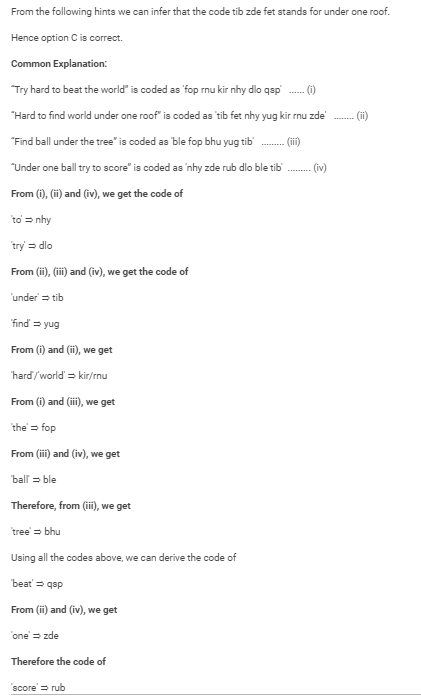 From the following hints we can infer that the code tib zde fet stands for under one roof.
Hence option C is correct.
Common Explanation:
"Try hard to beat the world" is coded as 'fop rnu kir nhy dlo qsp' ...... (i)
"Hard to find world under one roof" is coded as 'tib fet nhy yug kir rnu zde' ........ (ii)
"Find ball under the tree" is coded as 'ble fop bhu yug tib' ......... (iii)
"Under one ball try to score" is coded as 'nhy zde rub dlo ble tib' ......... (iv)
From (i), (ii) and (iv), we get the code of
'to' ⇒ nhy
'try' ⇒ dlo
From (ii), (iii) and (iv), we get the code of
'under' ⇒ tib
'find' ⇒ yug
From (i) and (ii), we get
'hard'/'world' ⇒ kir/rnu
From (i) and (iii), we get
'the' ⇒ fop
From (iii) and (iv), we get
'ball' ⇒ ble
Therefore, from (iii), we get
'tree' ⇒ bhu
Using all the codes above, we can derive the code of
'beat' ⇒ qsp
From (ii) and (iv), we get
'one' ⇒ zde
Therefore the code of
'score' ⇒ rub